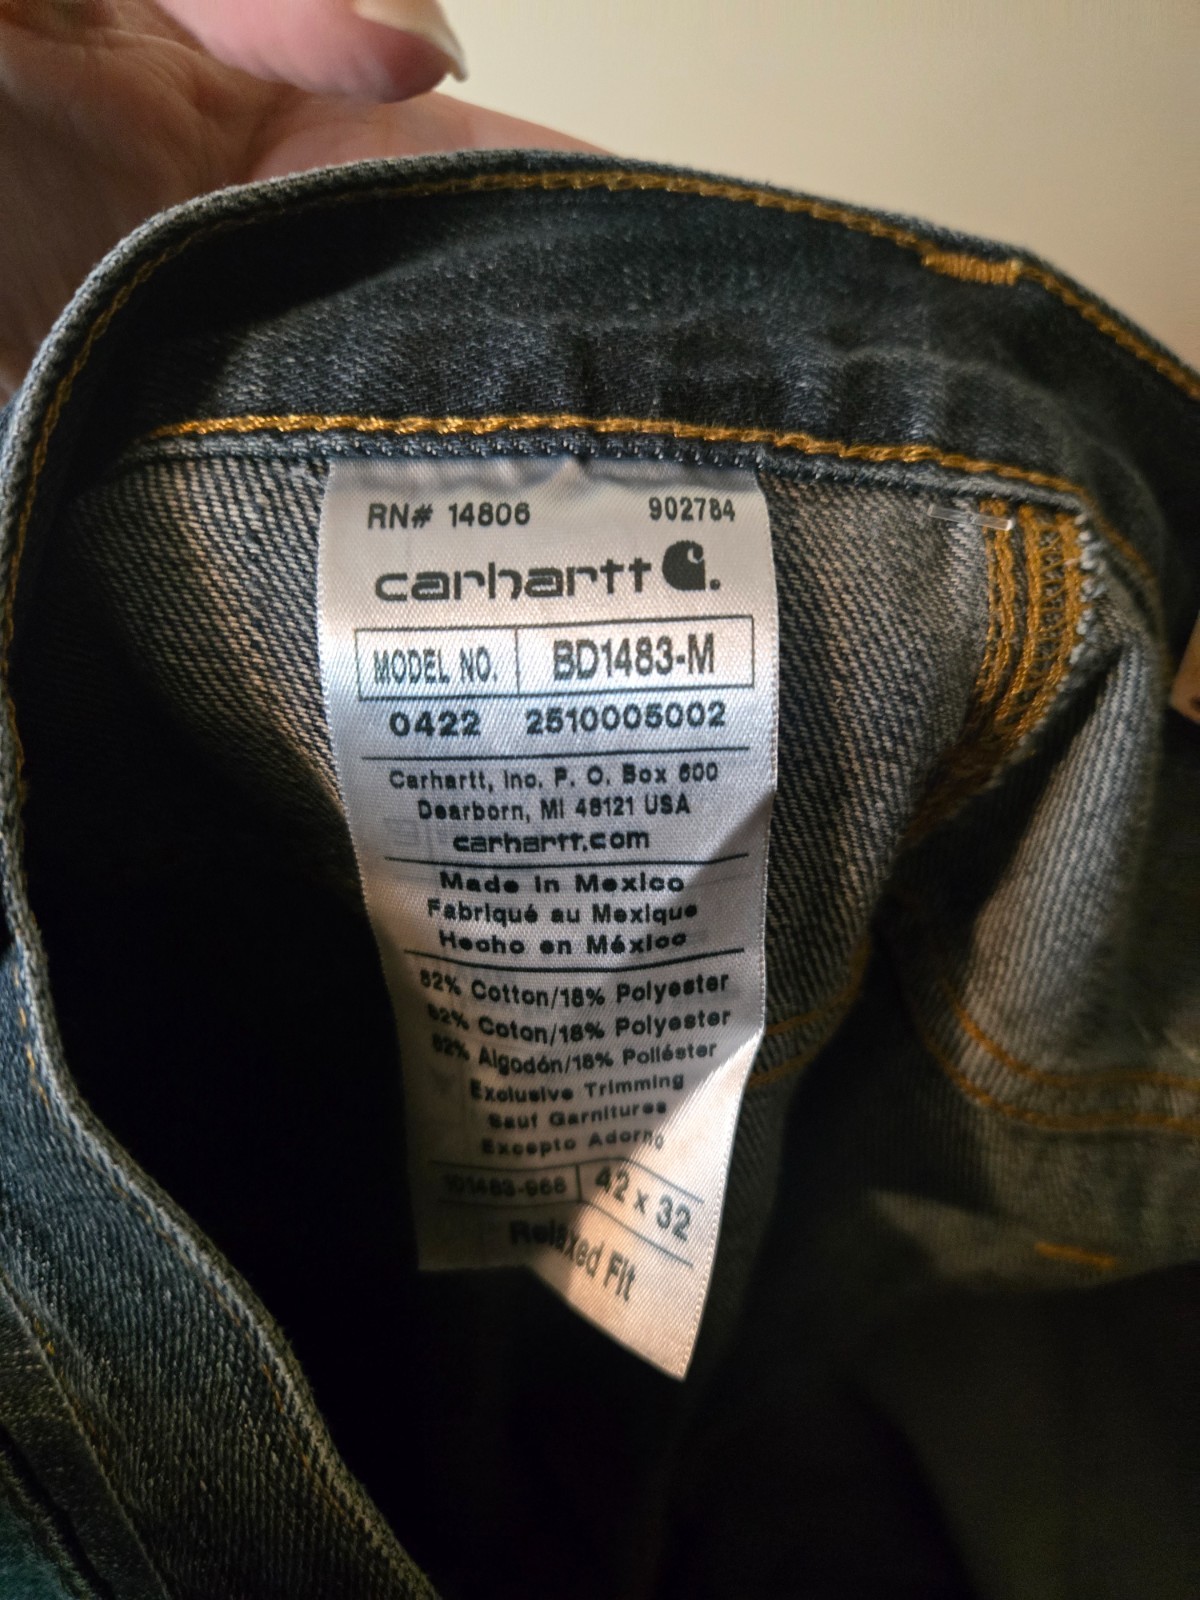 RN# 14806 902784
carhartt
MODEL NO. BD1483-M
0422 2510005002
Carhartt, Inc. P. O. Box 600
Dearborn, MI 48121 USA
carhartt.com
Made in Mexico
Fabriqué au Mexique
Hecho en México
82% Cotton/18% Polyester
82% Coton/18% Polyester
82% Algodón/18% Poliéster
Exclusive Trimming
Sauf Garnitures
Excepto Adorno
42 x 32
Relaxed Fit